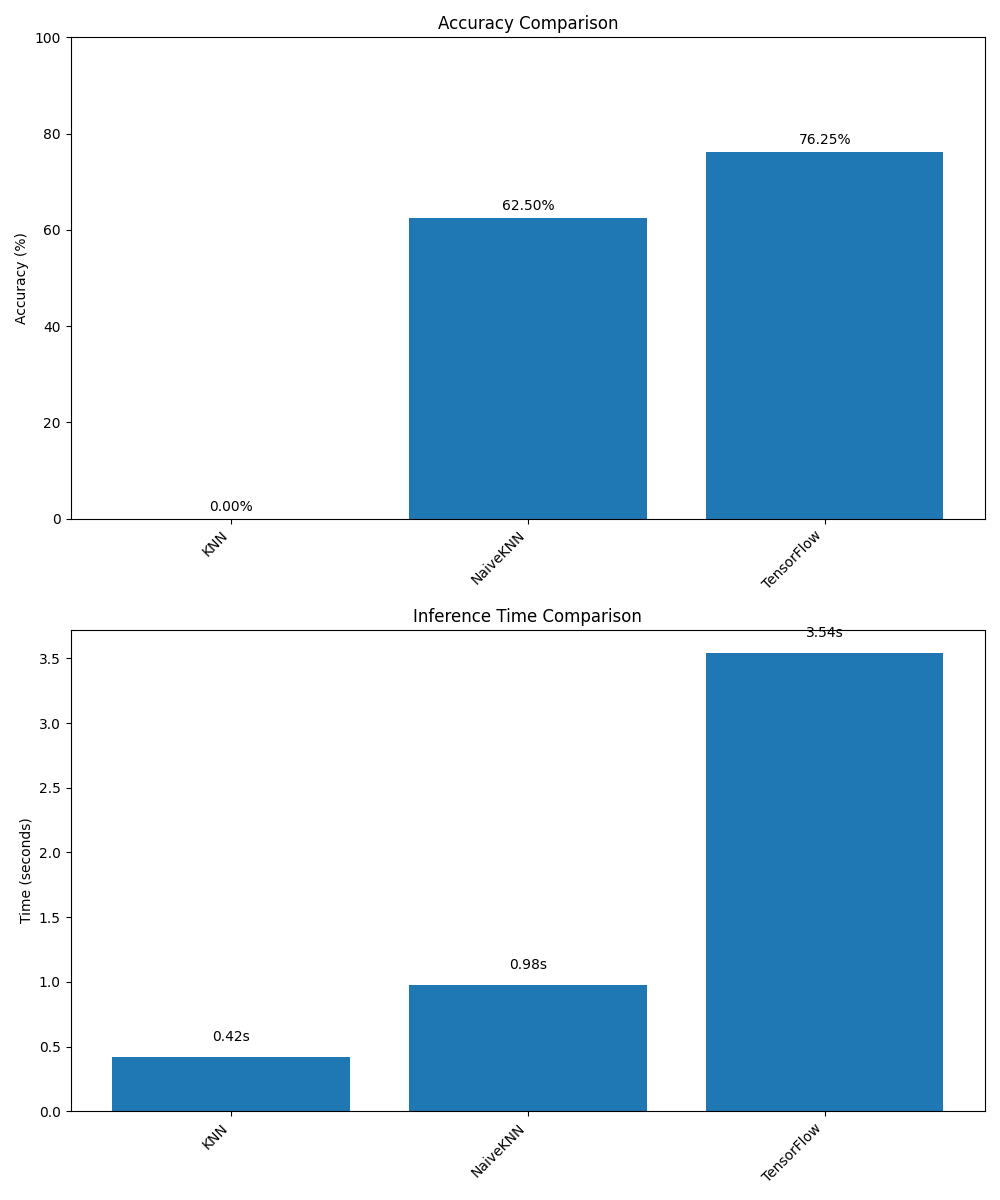 Accuracy Comparison
100
80
60
40
20
0
Accuracy (%)
0.00%
62.50%
76.25%
KNN
NaiveKNN
TensorFlow
Inference Time Comparison
3.5
3.0
2.5
2.0
1.5
1.0
0.5
0.0
Time (seconds)
0.42s
0.98s
3.54s
KNN
NaiveKNN
TensorFlow